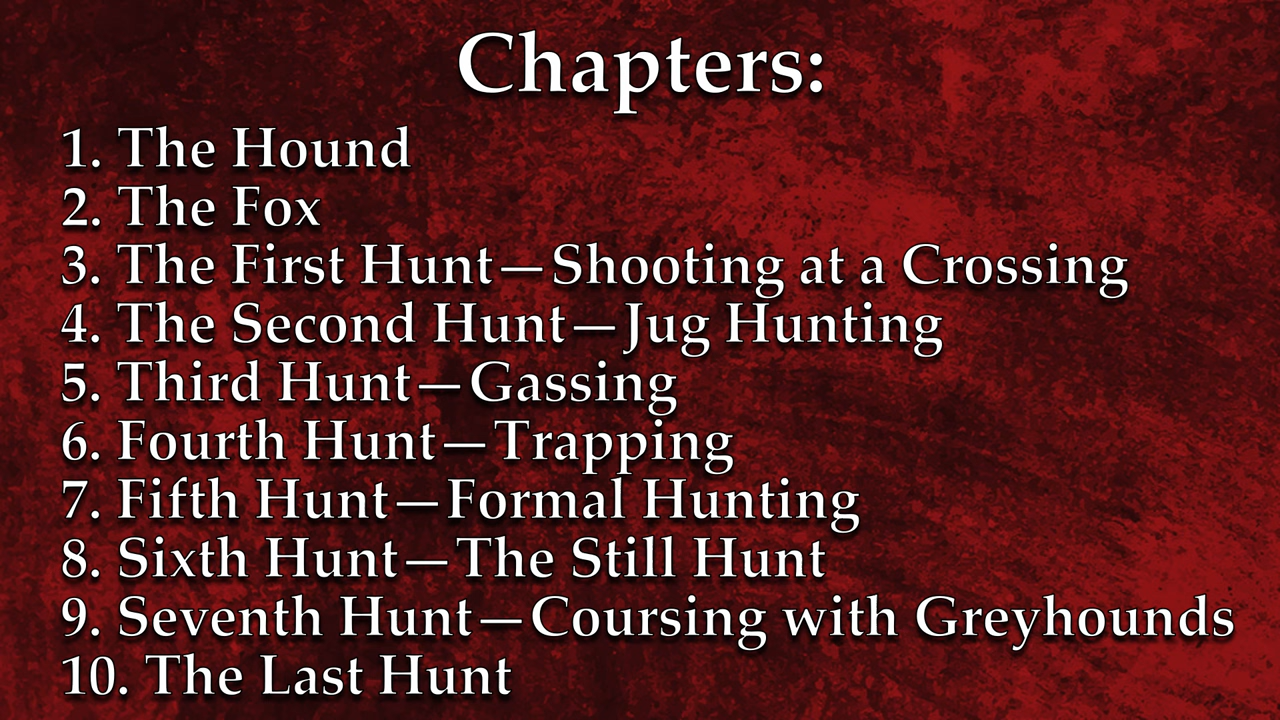 Chapters:
1. The Hound
2. The Fox
3. The First Hunt—Shooting at a Crossing
4. The Second Hunt—Jug Hunting
5. Third Hunt—Gassing
6. Fourth Hunt—Trapping
7. Fifth Hunt—Formal Hunting
8. Sixth Hunt—The Still Hunt
9. Seventh Hunt—Coursing with Greyhounds
10. The Last Hunt